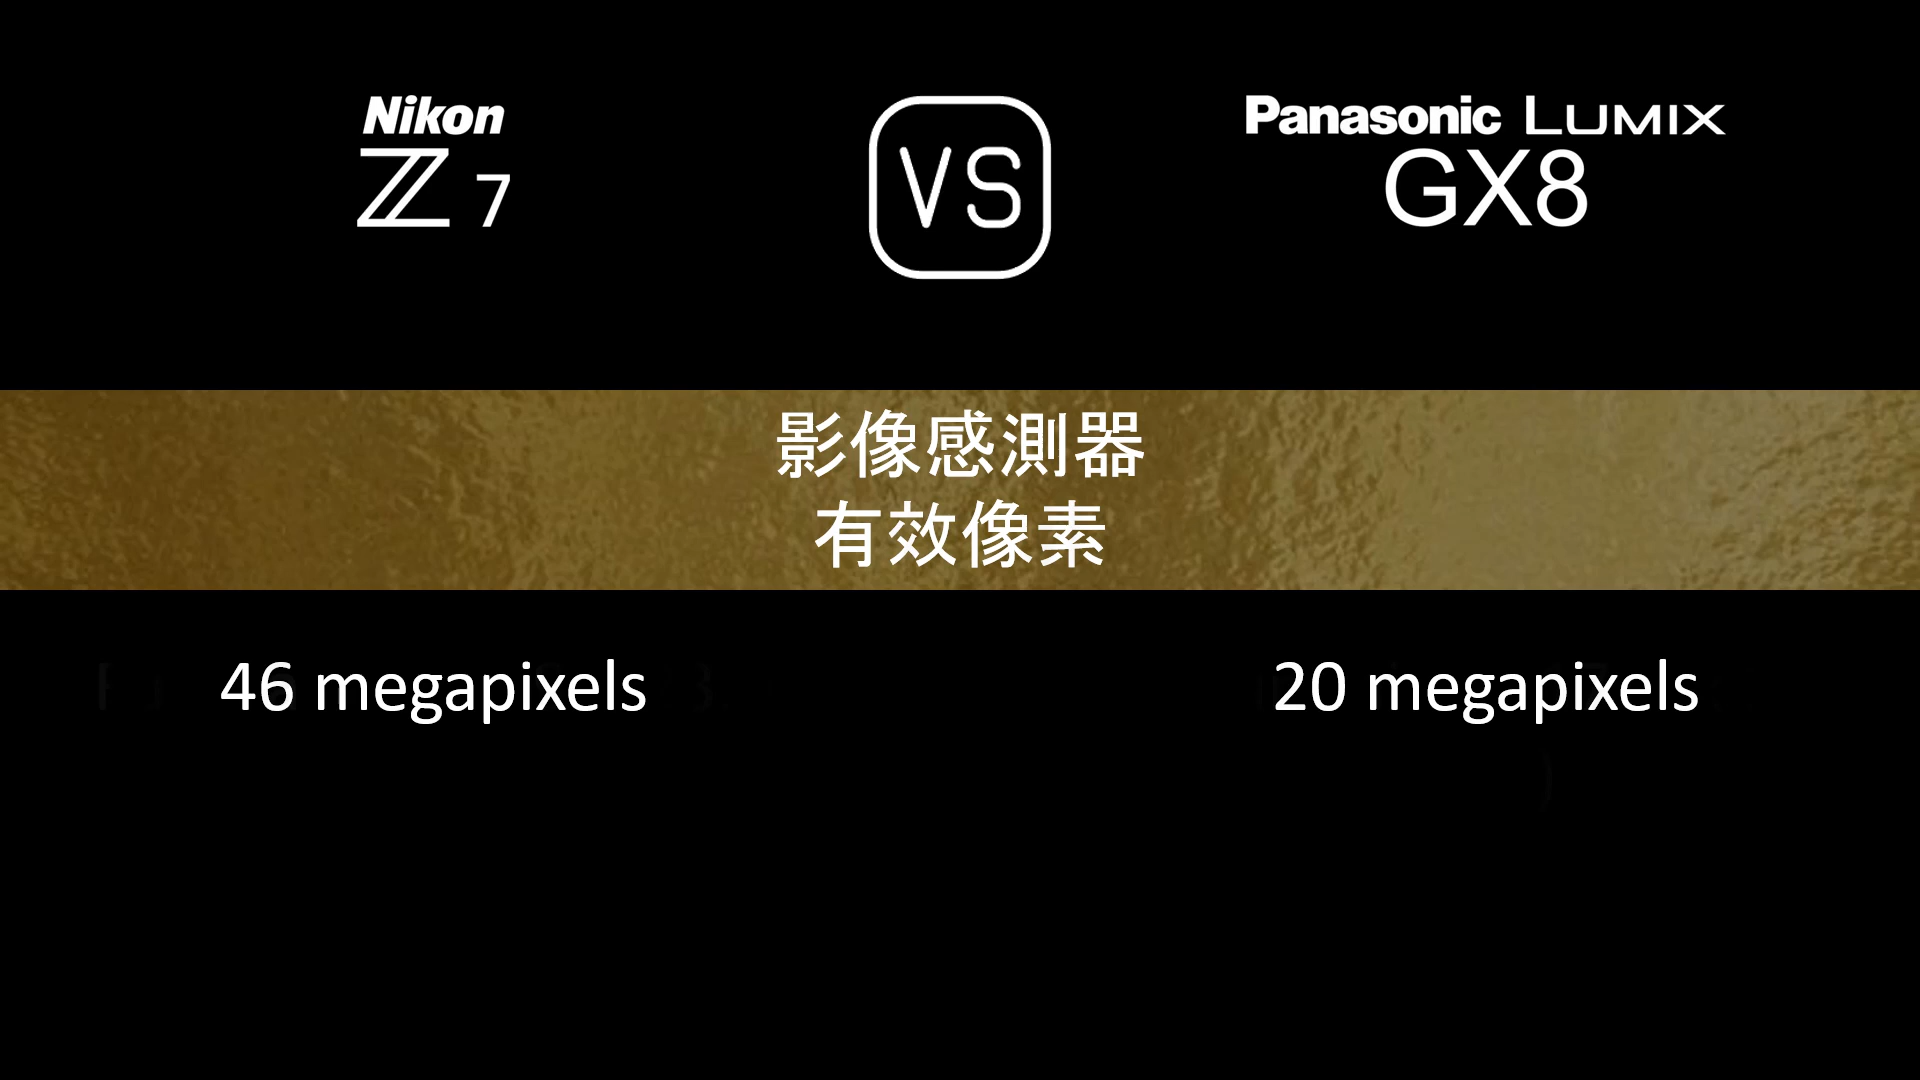 Nikon
Z 7
VS
Panasonic LUMIX
GX8
影像感測器
有效像素
46 megapixels
20 megapixels